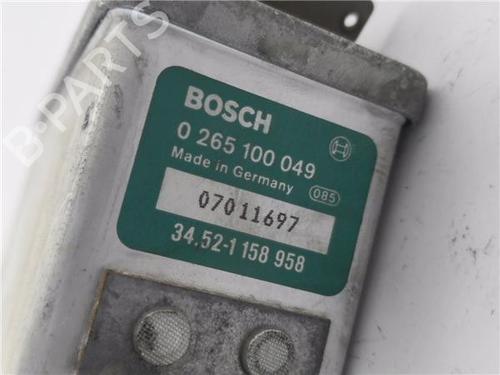 BOSCH
0 265 100 049
Made in Germany
085
07011697
34.52-1 158 958
B-PARTS